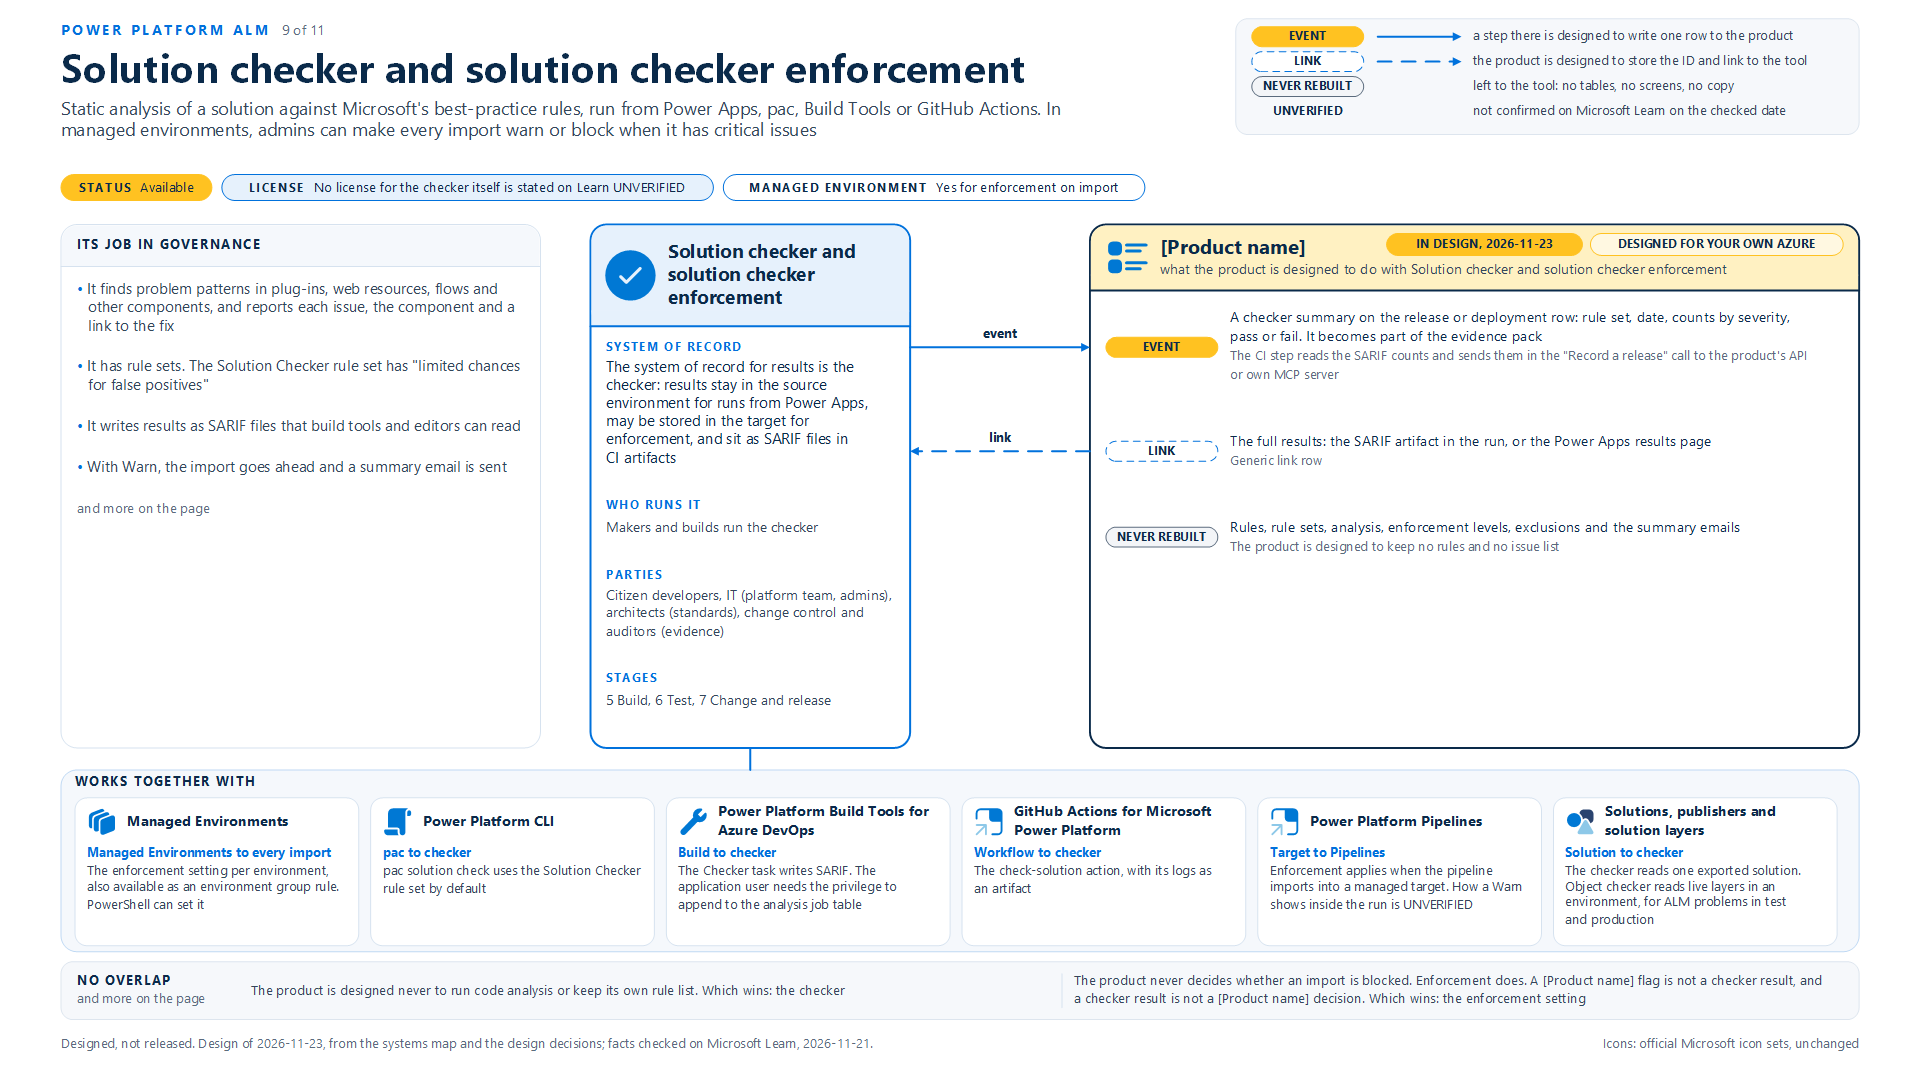 POWER PLATFORM ALM 9 of 11
Solution checker and solution checker enforcement
Static analysis of a solution against Microsoft's best-practice rules, run from Power Apps, pac, Build Tools or GitHub Actions. In
managed environments, admins can make every import warn or block when it has critical issues
EVENT a step there is designed to write one row to the product
LINK the product is designed to store the ID and link to the tool
NEVER REBUILT left to the tool: no tables, no screens, no copy
UNVERIFIED not confirmed on Microsoft Learn on the checked date
STATUS Available
LICENSE No license for the checker itself is stated on Learn UNVERIFIED
MANAGED ENVIRONMENT Yes for enforcement on import
ITS JOB IN GOVERNANCE
• It finds problem patterns in plug-ins, web resources, flows and
other components, and reports each issue, the component and a
link to the fix
• It has rule sets. The Solution Checker rule set has "limited chances
for false positives"
• It writes results as SARIF files that build tools and editors can read
• With Warn, the import goes ahead and a summary email is sent
and more on the page
Solution checker and
solution checker
enforcement
SYSTEM OF RECORD
The system of record for results is the
checker: results stay in the source
environment for runs from Power Apps,
may be stored in the target for
enforcement, and sit as SARIF files in
CI artifacts
WHO RUNS IT
Makers and builds run the checker
PARTIES
Citizen developers, IT (platform team, admins),
architects (standards), change control and
auditors (evidence)
STAGES
5 Build, 6 Test, 7 Change and release
event
link
[Product name]
IN DESIGN, 2026-11-23
DESIGNED FOR YOUR OWN AZURE
what the product is designed to do with Solution checker and solution checker enforcement
EVENT
A checker summary on the release or deployment row: rule set, date, counts by severity,
pass or fail. It becomes part of the evidence pack
The CI step reads the SARIF counts and sends them in the "Record a release" call to the product's API
or own MCP server
LINK
The full results: the SARIF artifact in the run, or the Power Apps results page
Generic link row
NEVER REBUILT
Rules, rule sets, analysis, enforcement levels, exclusions and the summary emails
The product is designed to keep no rules and no issue list
WORKS TOGETHER WITH
Managed Environments
Managed Environments to every import
The enforcement setting per environment,
also available as an environment group rule.
PowerShell can set it
Power Platform CLI
pac to checker
pac solution check uses the Solution Checker
rule set by default
Power Platform Build Tools for
Azure DevOps
Build to checker
The Checker task writes SARIF. The
application user needs the privilege to
append to the analysis job table
GitHub Actions for Microsoft
Power Platform
Workflow to checker
The check-solution action, with its logs as
an artifact
Power Platform Pipelines
Target to Pipelines
Enforcement applies when the pipeline
imports into a managed target. How a Warn
shows inside the run is UNVERIFIED
Solutions, publishers and
solution layers
Solution to checker
The checker reads one exported solution.
Object checker reads live layers in an
environment, for ALM problems in test
and production
NO OVERLAP
and more on the page
The product is designed never to run code analysis or keep its own rule list. Which wins: the checker
The product never decides whether an import is blocked. Enforcement does. A [Product name] flag is not a checker result, and
a checker result is not a [Product name] decision. Which wins: the enforcement setting
Designed, not released. Design of 2026-11-23, from the systems map and the design decisions; facts checked on Microsoft Learn, 2026-11-21.
Icons: official Microsoft icon sets, unchanged